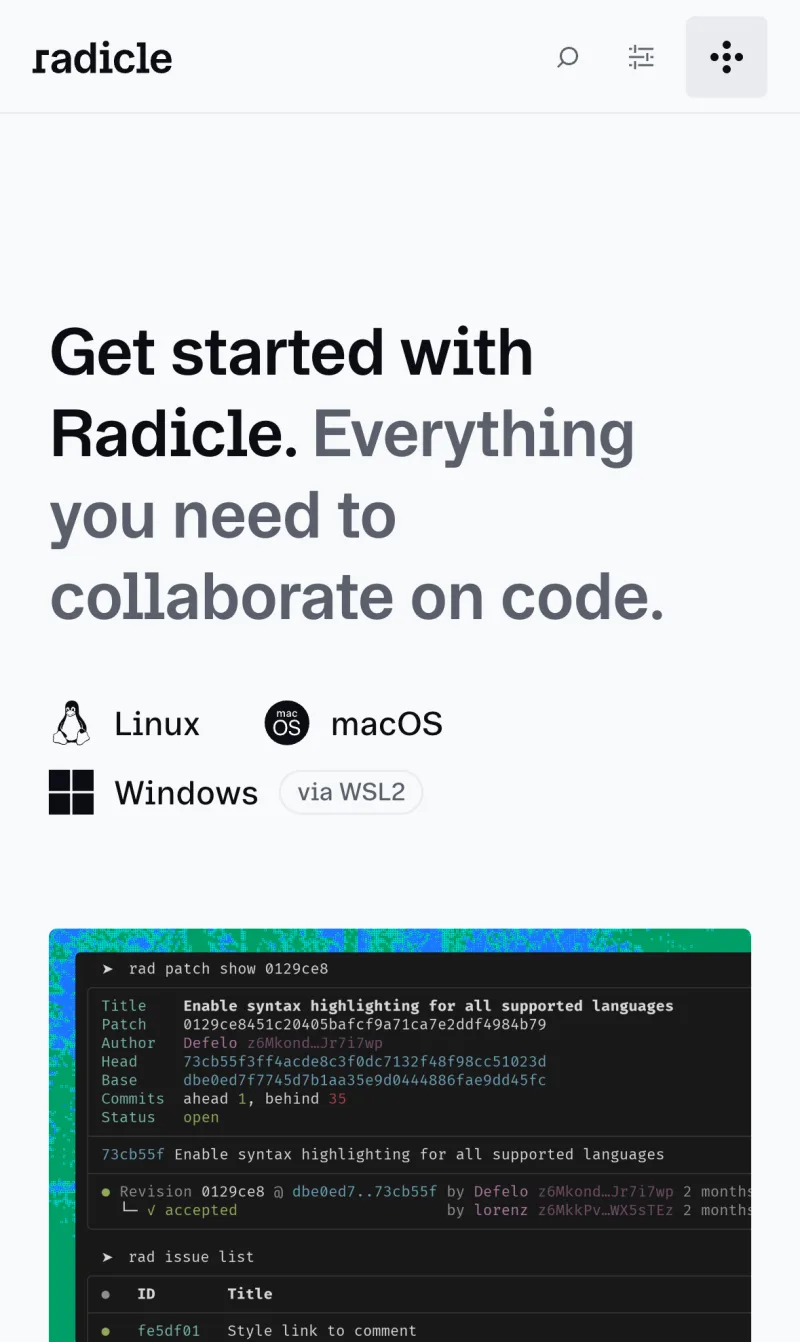 radicle
Get started with
Radicle. Everything
you need to
collaborate on code.
Linux
mac
OS
macOS
Windows
via WSL2
➤ rad patch show 0129ce8
Title Enable syntax highlighting for all supported languages
Patch 0129ce8451c20405bafcf9a71ca7e2ddf4984b79
Author Defelo z6Mkond…Jr7i7wp
Head 73cb55f3ff4acde8c3f0dc7132f48f98cc51023d
Base dbe0ed7f7745d7b1aa35e9d0444886fae9dd45fc
Commits ahead 1, behind 35
Status open
73cb55f Enable syntax highlighting for all supported languages
● Revision 0129ce8 @ dbe0ed7..73cb55f by Defelo z6Mkond…Jr7i7wp 2 months
└─ ✓ accepted by lorenz z6MkkPv…WX5sTEz 2 months
➤ rad issue list
● ID Title
● fe5df01 Style link to comment